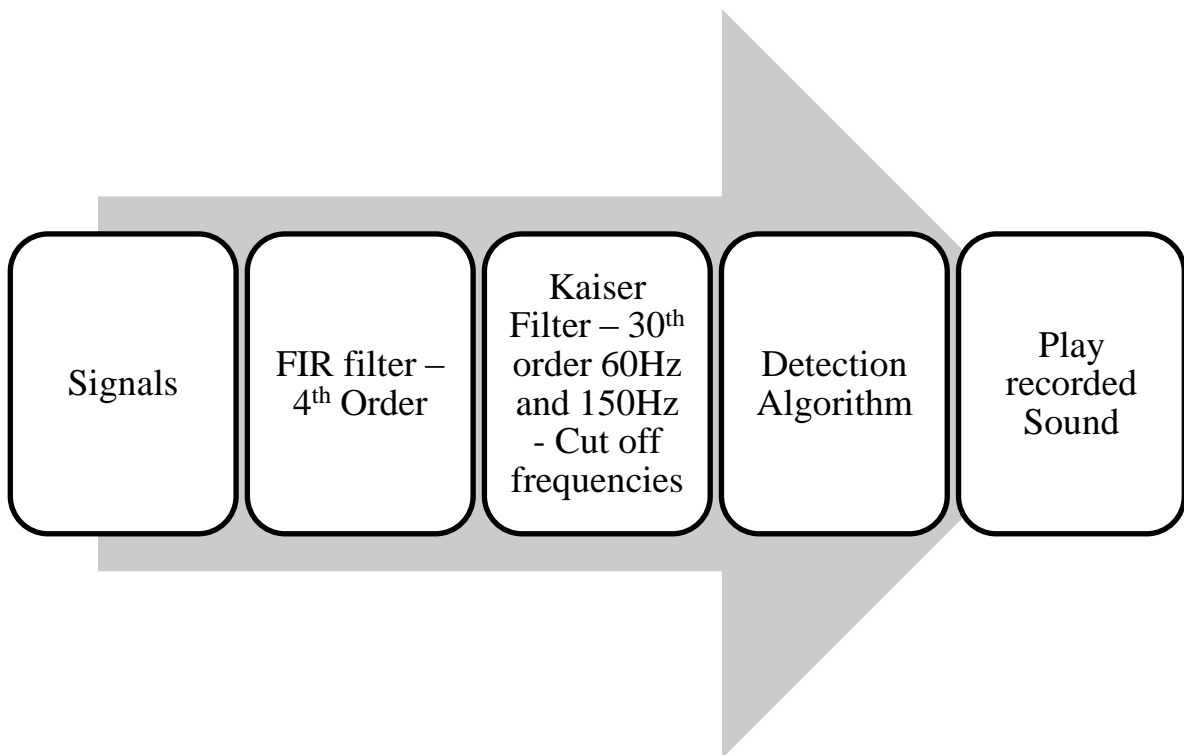 Signals
FIR filter –
4th Order
Kaiser
Filter – 30th
order 60Hz
and 150Hz
- Cut off
frequencies
Detection
Algorithm
Play
recorded
Sound